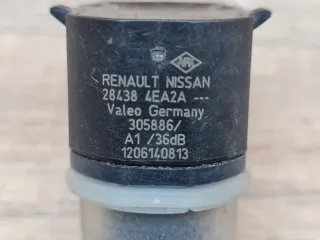 RENAULT NISSAN
28438 4EA2A ---
Valeo Germany
305886/
A1 /36dB
1206140813